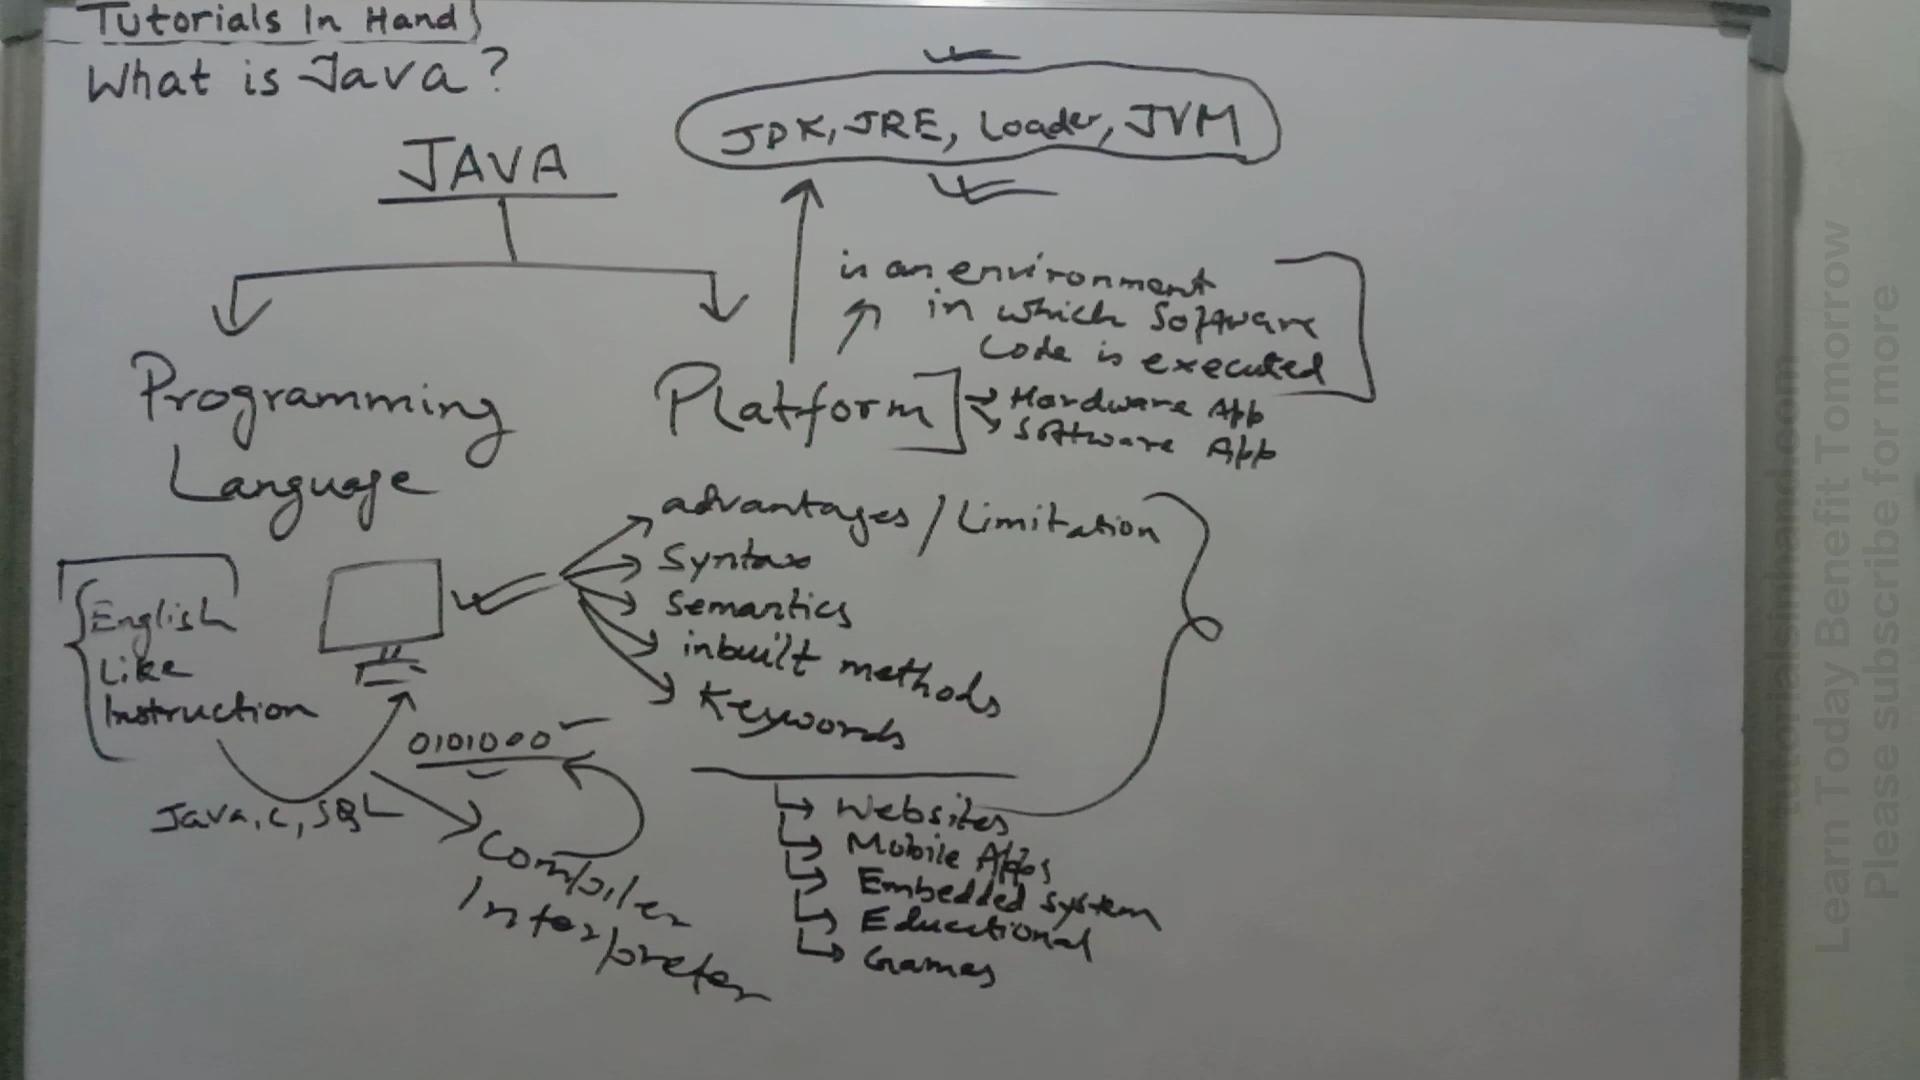 Tutorials In Hand
What is Java?
JDK, JRE, Loader, JVM
JAVA
is an environment
in which Software
Code is executed
Programming
Language
Platform
Hardware App
Software App
advantages / Limitation
Syntax
Semantics
inbuilt methods
Keywords
English
Like
Instruction
0101000
Java, C, SQL
Compiler
Interpreter
Websites
Mobile Apps
Embedded system
Educational
Games
tutorialsinhand.com
Learn Today Benefit Tomorrow
Please subscribe for more